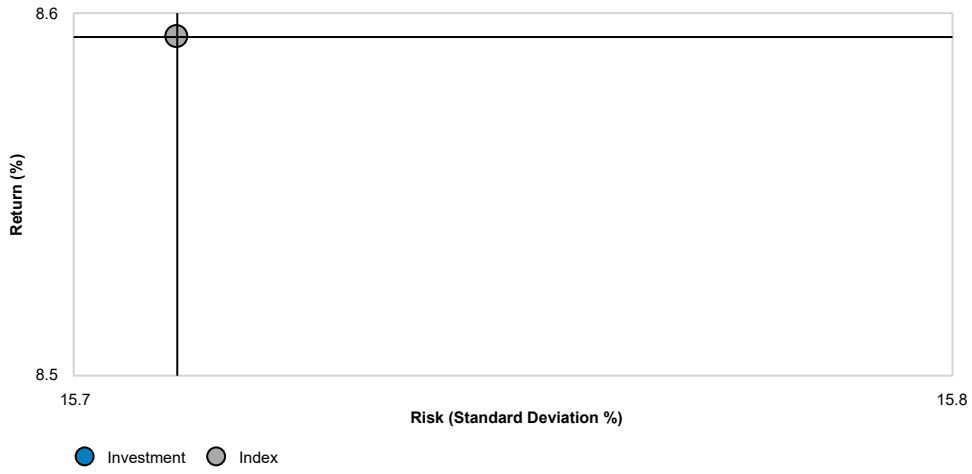 8.6
Return (%)
8.5
15.7
15.8
Risk (Standard Deviation %)
Investment Index